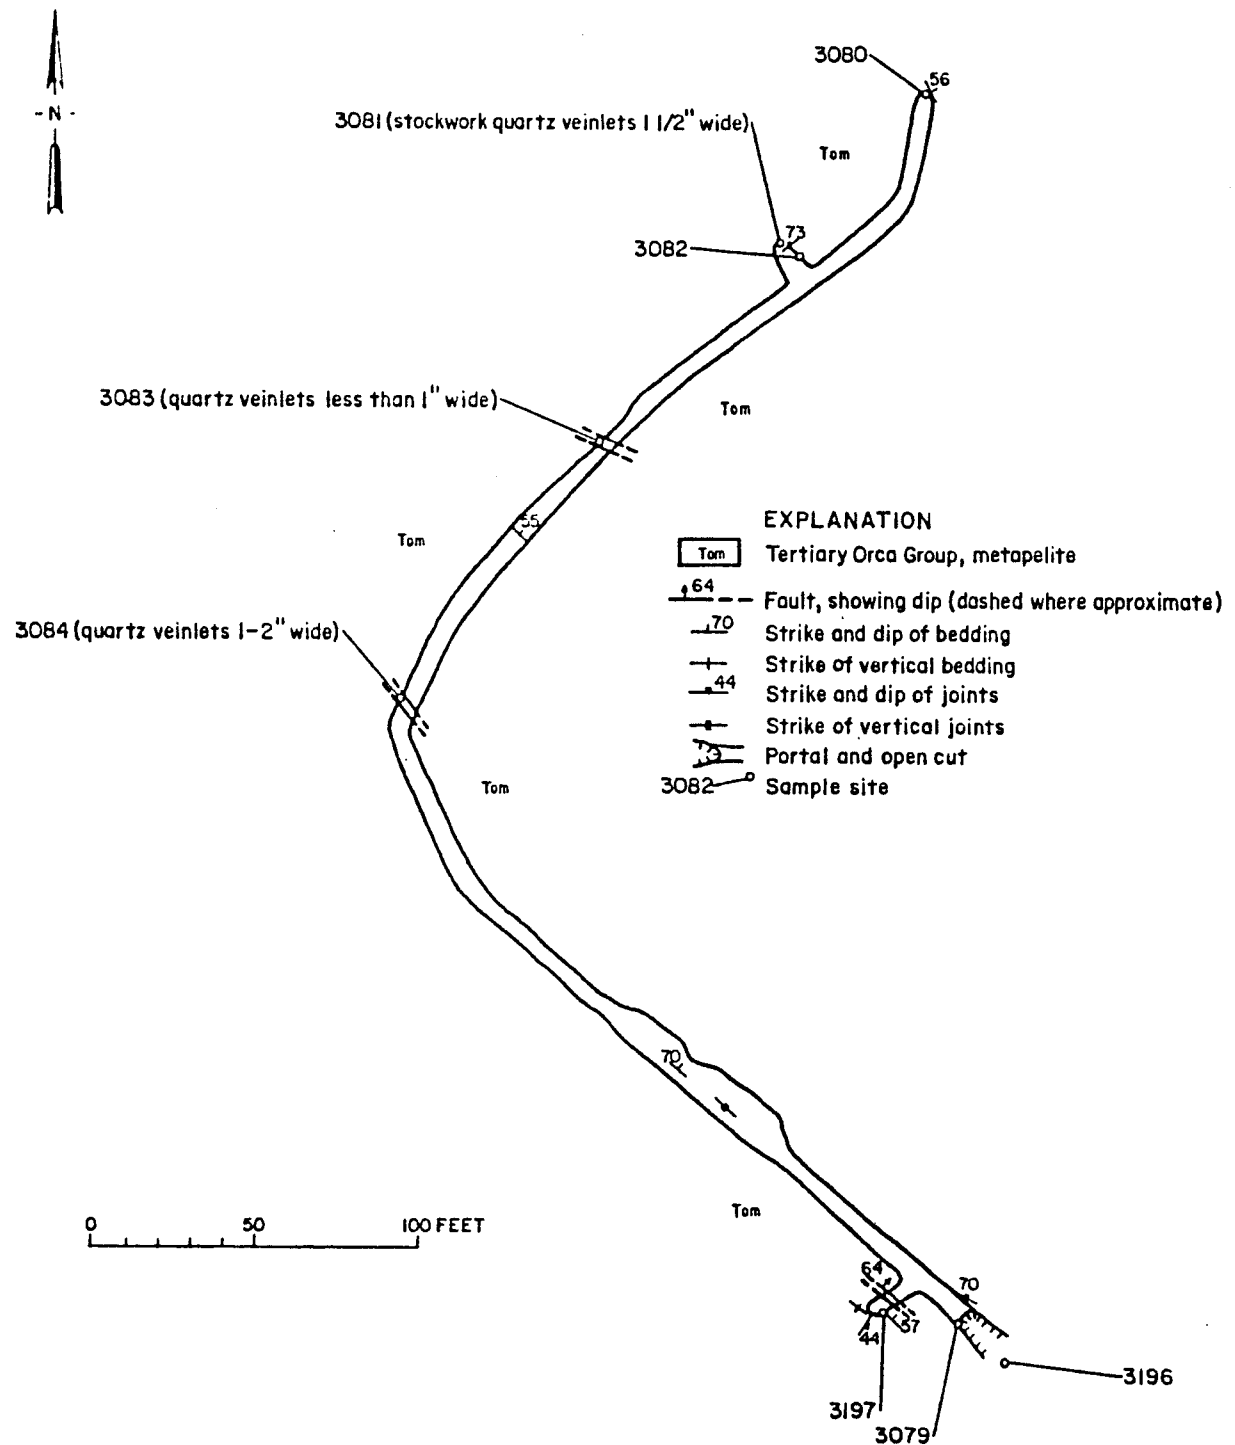 3080
56
- N -
3081 (stockwork quartz veinlets 1 1/2" wide)
Tom
73
3082
3083 (quartz veinlets less than 1" wide)
Tom
55
Tom
EXPLANATION
Tom Tertiary Orca Group, metapelite
64 Fault, showing dip (dashed where approximate)
70 Strike and dip of bedding
Strike of vertical bedding
44 Strike and dip of joints
Strike of vertical joints
Portal and open cut
3082 Sample site
3084 (quartz veinlets 1-2" wide)
Tom
70
Tom
0 50 100 FEET
64
70
57
44
3196
3197
3079